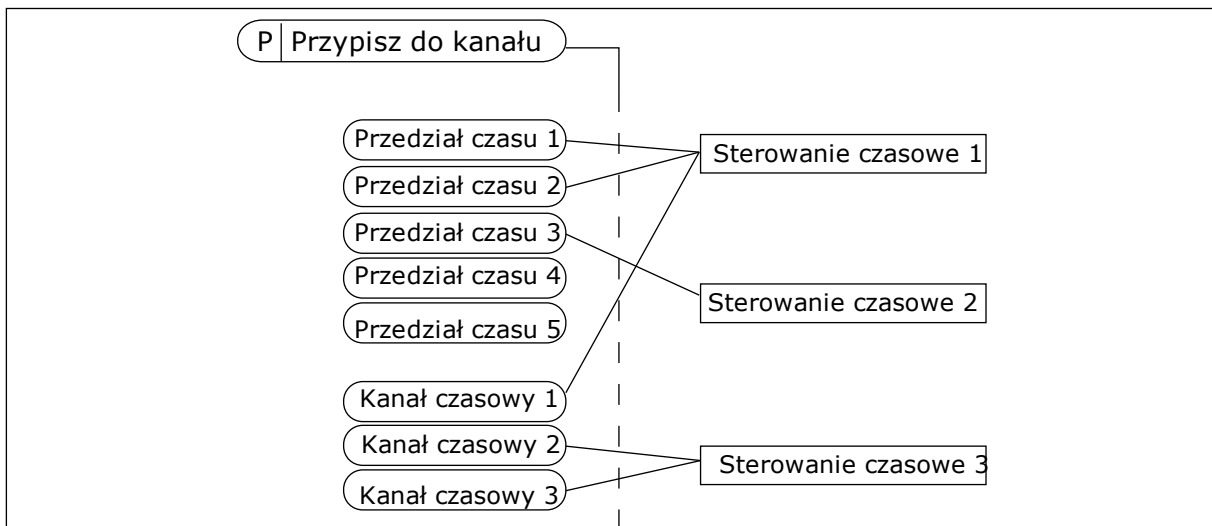 P Przypisz do kanału
Przedział czasu 1
Przedział czasu 2
Przedział czasu 3
Przedział czasu 4
Przedział czasu 5
Kanał czasowy 1
Kanał czasowy 2
Kanał czasowy 3
Sterowanie czasowe 1
Sterowanie czasowe 2
Sterowanie czasowe 3